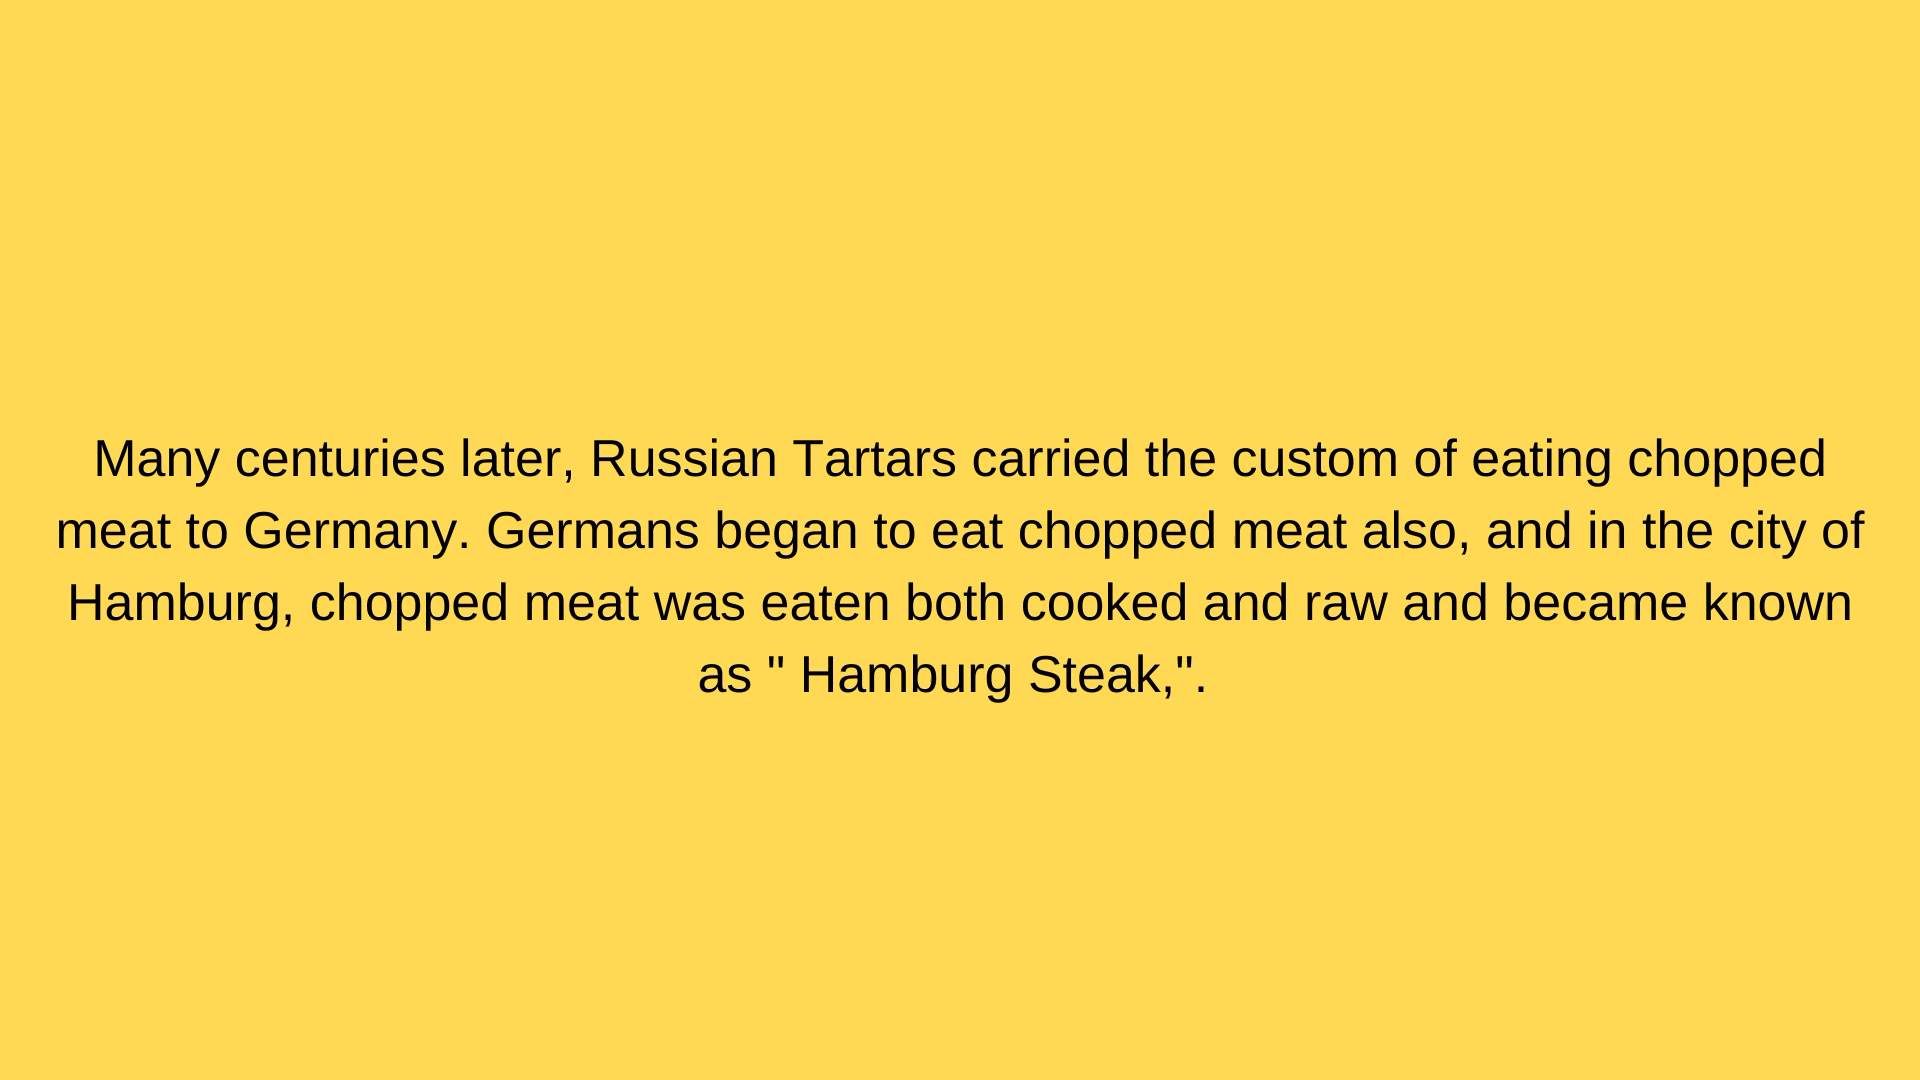 Many centuries later, Russian Tartars carried the custom of eating chopped
meat to Germany. Germans began to eat chopped meat also, and in the city of
Hamburg, chopped meat was eaten both cooked and raw and became known
as " Hamburg Steak,".